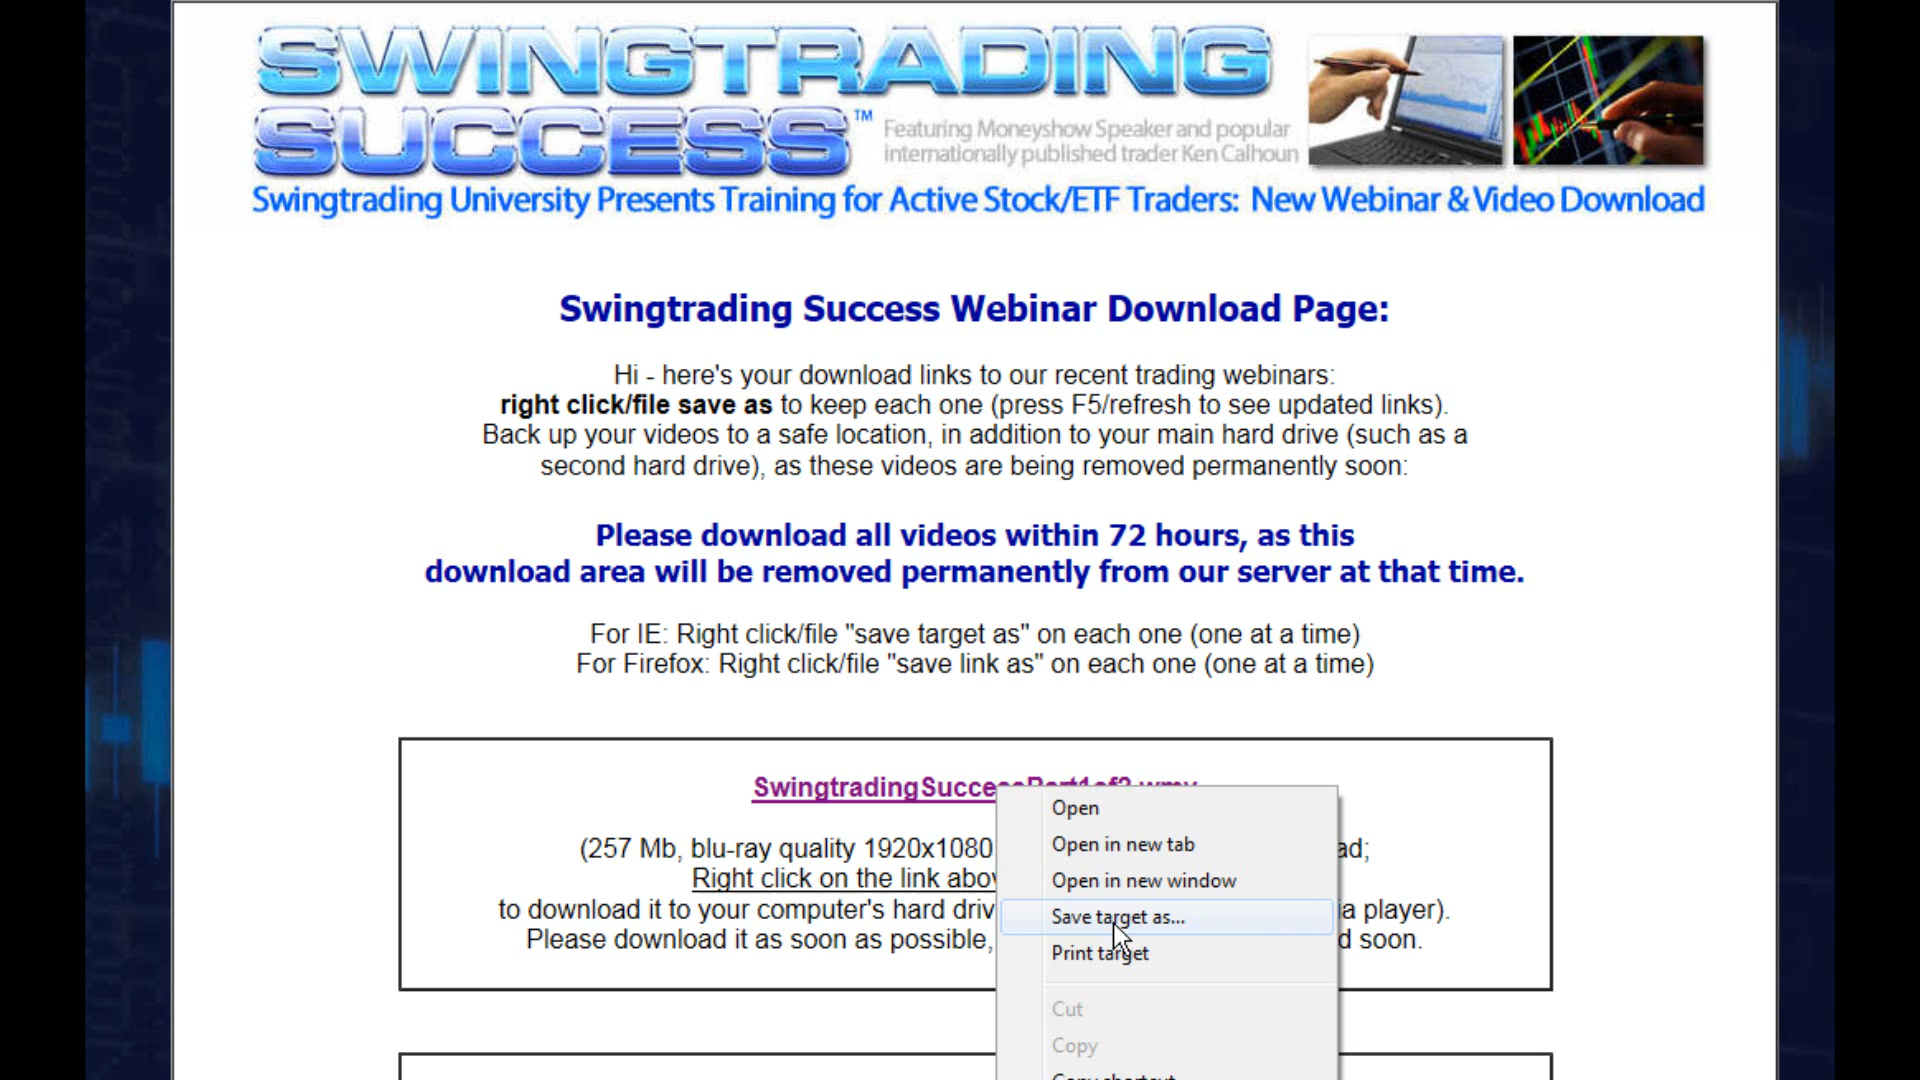 SWINGTRADING
SUCCESS™
Featuring Moneyshow Speaker and popular
internationally published trader Ken Calhoun
Swingtrading University Presents Training for Active Stock/ETF Traders: New Webinar & Video Download
Swingtrading Success Webinar Download Page:
Hi - here's your download links to our recent trading webinars:
right click/file save as to keep each one (press F5/refresh to see updated links).
Back up your videos to a safe location, in addition to your main hard drive (such as a
second hard drive), as these videos are being removed permanently soon:
Please download all videos within 72 hours, as this
download area will be removed permanently from our server at that time.
For IE: Right click/file "save target as" on each one (one at a time)
For Firefox: Right click/file "save link as" on each one (one at a time)
(257 Mb, blu-ray quality 1920x1080
Right click on the link
to download it to your computer's hard player).
Please download it as soon as possible, soon.
Open
Open in new tab
Open in new window
Save target as...
Print target
Cut
Copy
Copy shortcut